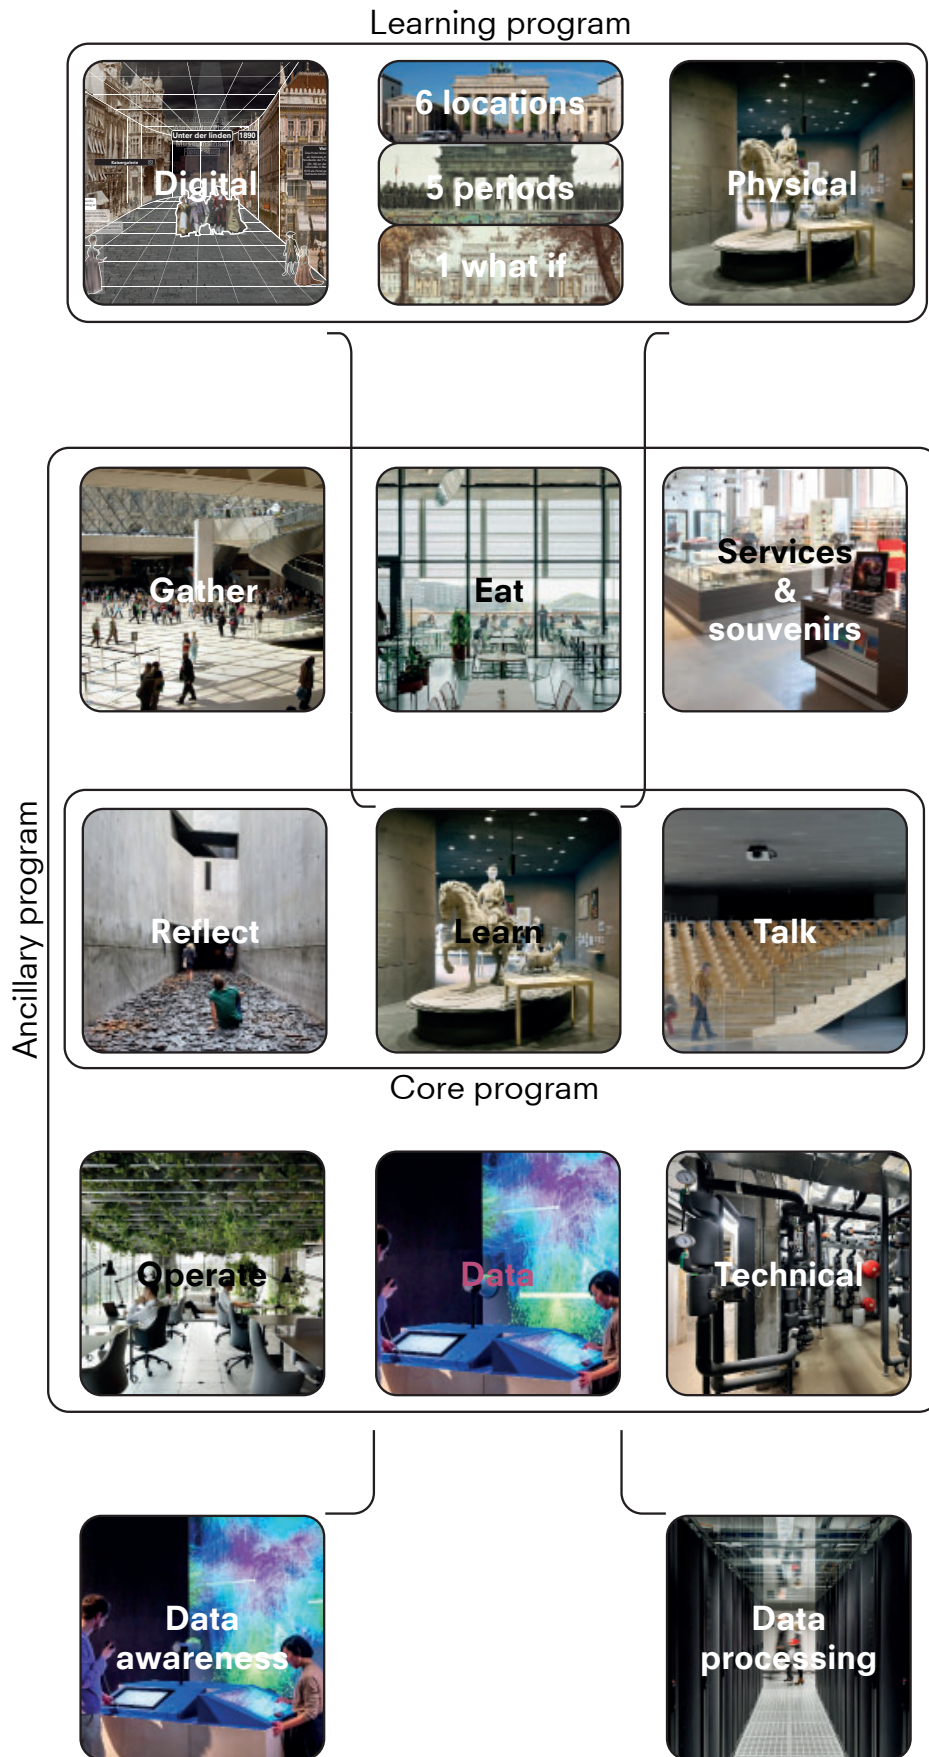 Learning program
Unter der linden
1890
Kaisergalerie
Digital
6 locations
5 periods
1 what if
Physical
Gather
Eat
Services
&
souvenirs
Ancillary program
Reflect
Learn
Talk
Core program
Operate
Data
Technical
Data
awareness
Data
processing